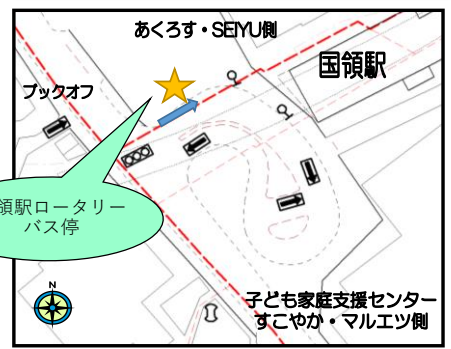 あくろす・SEIYU側
国領駅
ブックオフ
領駅ロータリー
バス停
N
子ども家庭支援センター
すこやか・マルエツ側